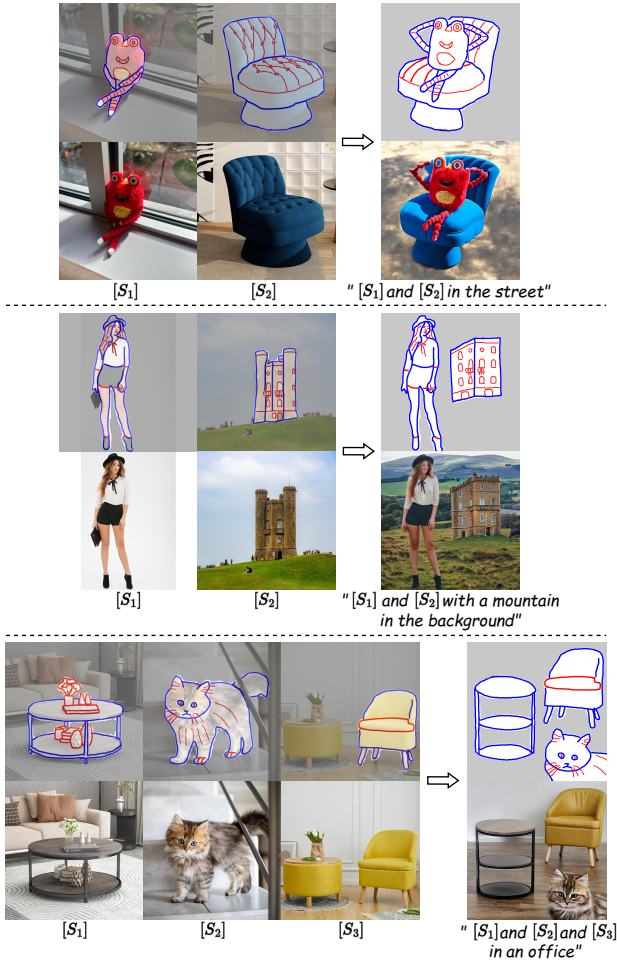 [S1]
[S2]
" [S1] and [S2] in the street"
[S1]
[S2]
" [S1] and [S2] with a mountain
in the background"
[S1]
[S2]
[S3]
" [S1] and [S2] and [S3]
in an office"